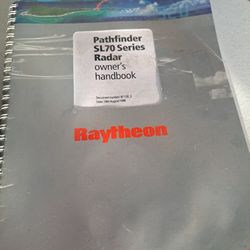 Pathfinder
SL70 Series
Radar
owner's
handbook
Raytheon